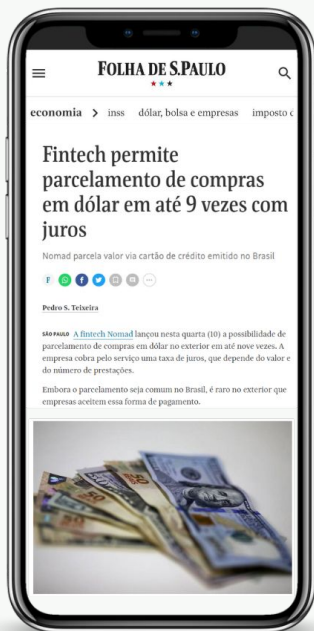 FOLHA DE S.PAULO
economia > inss dólar, bolsa e empresas imposto
Fintech permite
parcelamento de compras
em dólar em até 9 vezes com
juros
Nomad parcela valor via cartão de crédito emitido no Brasil
F
Pedro S. Teixeira
SÃO PAULO A fintech Nomad lançou nesta quarta (10) a possibilidade de
parcelamento de compras em dólar no exterior em até nove vezes. A
empresa cobra pelo serviço uma taxa de juros, que depende do valor e
do número de prestações.
Embora o parcelamento seja comum no Brasil, é raro no exterior que
empresas aceitem essa forma de pagamento.
50
50